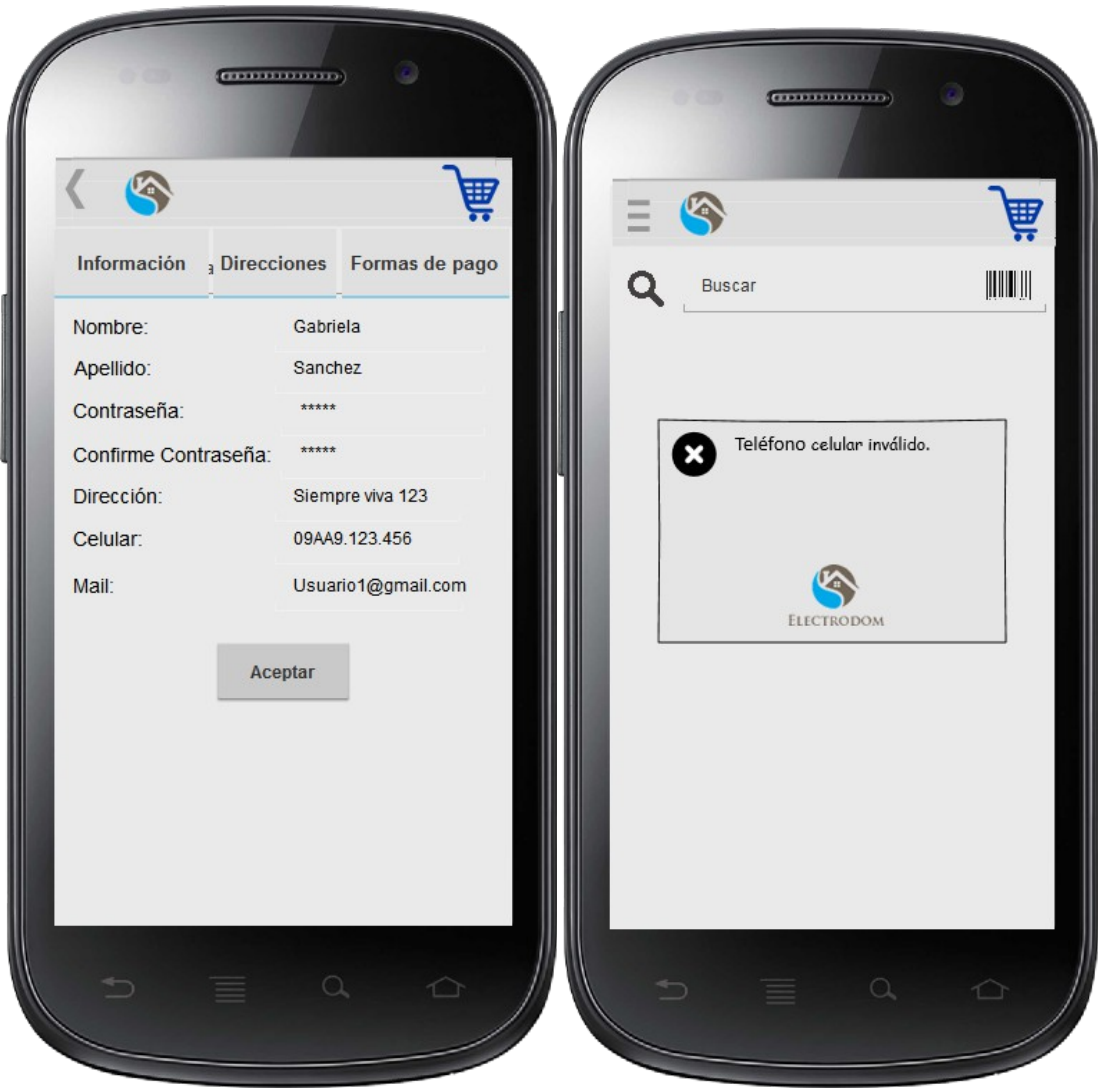 Información a Direcciones Formas de pago
Nombre: Gabriela
Apellido: Sanchez
Contraseña: *****
Confirme Contraseña: *****
Dirección: Siempre viva 123
Celular: 09AA9.123.456
Mail: Usuario1@gmail.com
Aceptar
Buscar
Teléfono celular inválido.
ELECTRODOM